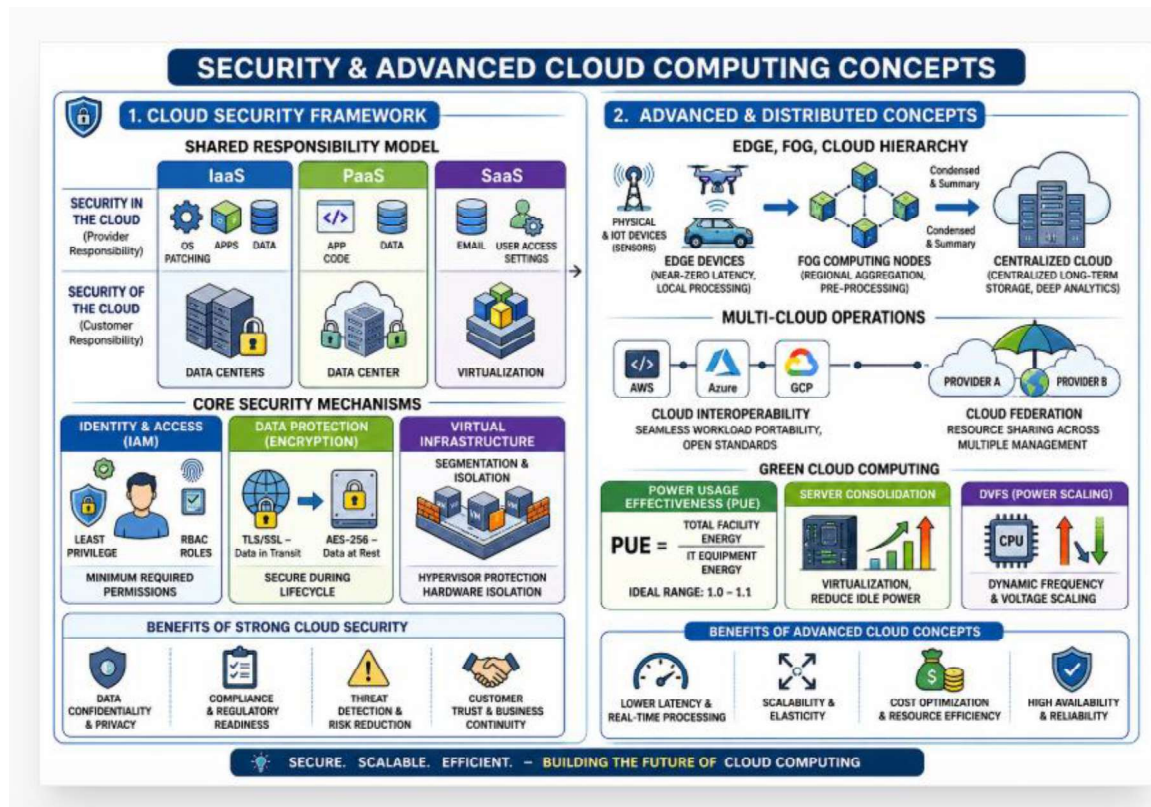 SECURITY & ADVANCED CLOUD COMPUTING CONCEPTS
1. CLOUD SECURITY FRAMEWORK
SHARED RESPONSIBILITY MODEL
IaaS
PaaS
SaaS
SECURITY IN
THE CLOUD
(Provider
Responsibility)
OS
PATCHING
APPS
DATA
</>
APP
CODE
DATA
EMAIL
USER ACCESS
SETTINGS
SECURITY OF
THE CLOUD
(Customer
Responsibility)
DATA CENTERS
DATA CENTER
VIRTUALIZATION
CORE SECURITY MECHANISMS
IDENTITY & ACCESS
(IAM)
LEAST
PRIVILEGE
RBAC
ROLES
MINIMUM REQUIRED
PERMISSIONS
DATA PROTECTION
(ENCRYPTION)
TLS/SSL –
Data in Transit
AES-256 –
Data at Rest
SECURE DURING
LIFECYCLE
VIRTUAL
INFRASTRUCTURE
SEGMENTATION &
ISOLATION
VM
VM
VM
HYPERVISOR PROTECTION
HARDWARE ISOLATION
BENEFITS OF STRONG CLOUD SECURITY
DATA
CONFIDENTIALITY
& PRIVACY
COMPLIANCE
& REGULATORY
READINESS
THREAT
DETECTION &
RISK REDUCTION
CUSTOMER
TRUST & BUSINESS
CONTINUITY
2. ADVANCED & DISTRIBUTED CONCEPTS
EDGE, FOG, CLOUD HIERARCHY
PHYSICAL
& IOT DEVICES
(SENSORS)
EDGE DEVICES
(NEAR-ZERO LATENCY,
LOCAL PROCESSING)
FOG COMPUTING NODES
(REGIONAL AGGREGATION,
PRE-PROCESSING)
Condensed
& Summary
Condensed
& Summary
CENTRALIZED CLOUD
(CENTRALIZED LONG-TERM
STORAGE, DEEP ANALYTICS)
MULTI-CLOUD OPERATIONS
</>
AWS
Azure
GCP
CLOUD INTEROPERABILITY
SEAMLESS WORKLOAD PORTABILITY,
OPEN STANDARDS
PROVIDER A
PROVIDER B
CLOUD FEDERATION
RESOURCE SHARING ACROSS
MULTIPLE MANAGEMENT
GREEN CLOUD COMPUTING
POWER USAGE
EFFECTIVENESS (PUE)
PUE =
TOTAL FACILITY
ENERGY
IT EQUIPMENT
ENERGY
IDEAL RANGE: 1.0 – 1.1
SERVER CONSOLIDATION
VIRTUALIZATION,
REDUCE IDLE POWER
DVFS (POWER SCALING)
CPU
DYNAMIC FREQUENCY
& VOLTAGE SCALING
BENEFITS OF ADVANCED CLOUD CONCEPTS
LOWER LATENCY &
REAL-TIME PROCESSING
SCALABILITY &
ELASTICITY
$
COST OPTIMIZATION
& RESOURCE EFFICIENCY
HIGH AVAILABILITY
& RELIABILITY
SECURE. SCALABLE. EFFICIENT. – BUILDING THE FUTURE OF CLOUD COMPUTING